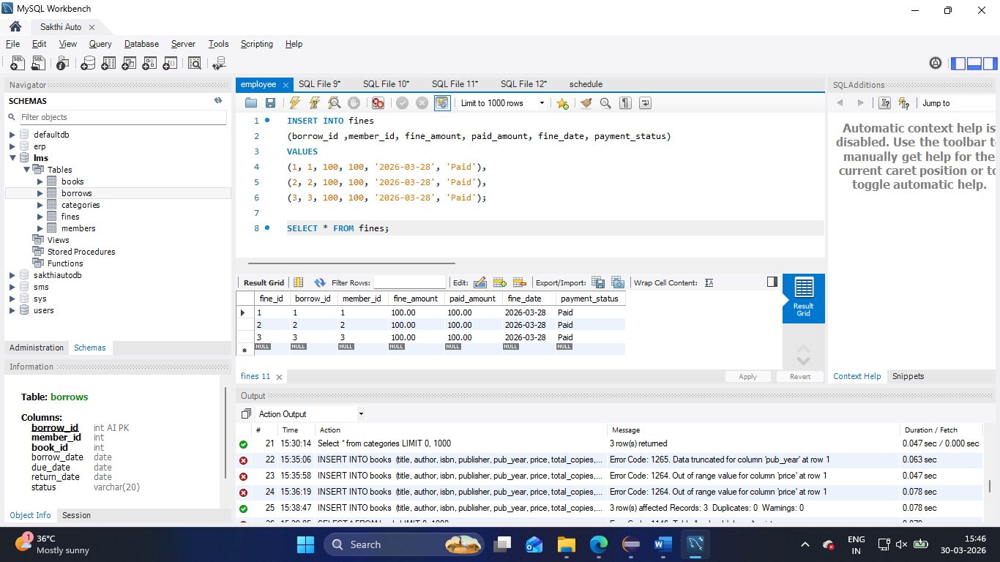 MySQL Workbench
Sakthi Auto
File Edit View Query Database Server Tools Scripting Help
Navigator
SCHEMAS
Filter objects
defaultdb
erp
lms
Tables
books
borrows
categories
fines
members
Views
Stored Procedures
Functions
sakthiautodb
sms
sys
users
Administration Schemas
Information
Table: borrows
Columns:
borrow_id int AI PK
member_id int
book_id int
borrow_date date
due_date date
return_date date
status varchar(20)
Object Info Session
employee SQL File 9* SQL File 10* SQL File 11* SQL File 12* schedule
Limit to 1000 rows
1 INSERT INTO fines
2 (borrow_id ,member_id, fine_amount, paid_amount, fine_date, payment_status)
3 VALUES
4 (1, 1, 100, 100, '2026-03-28', 'Paid'),
5 (2, 2, 100, 100, '2026-03-28', 'Paid'),
6 (3, 3, 100, 100, '2026-03-28', 'Paid');
7
8 SELECT * FROM fines;
Result Grid Filter Rows: Edit: Export/Import: Wrap Cell Content:
fine_id borrow_id member_id fine_amount paid_amount fine_date payment_status
1 1 1 100.00 100.00 2026-03-28 Paid
2 2 2 100.00 100.00 2026-03-28 Paid
3 3 3 100.00 100.00 2026-03-28 Paid
NULL NULL NULL NULL NULL NULL NULL
Result
Grid
fines 11 Apply Revert
SQLAdditions
Jump to
Automatic context help is
disabled. Use the toolbar
manually get help for the
current caret position or
toggle automatic help.
Context Help Snippets
Output
Action Output
# Time Action Message Duration / Fetch
21 15:30:14 Select * from categories LIMIT 0, 1000 3 row(s) returned 0.047 sec / 0.000 sec
22 15:35:06 INSERT INTO books (title, author, isbn, publisher, pub_year, price, total_copies,... Error Code: 1265. Data truncated for column 'pub_year' at row 1 0.063 sec
23 15:35:58 INSERT INTO books (title, author, isbn, publisher, pub_year, price, total_copies,... Error Code: 1264. Out of range value for column 'price' at row 1 0.047 sec
24 15:36:19 INSERT INTO books (title, author, isbn, publisher, pub_year, price, total_copies,... Error Code: 1264. Out of range value for column 'price' at row 1 0.078 sec
25 15:38:47 INSERT INTO books (title, author, isbn, publisher, pub_year, price, total_copies,... 3 row(s) affected Records: 3 Duplicates: 0 Warnings: 0 0.078 sec
1
36°C
Mostly sunny
Search
ENG
IN
15:46
30-03-2026